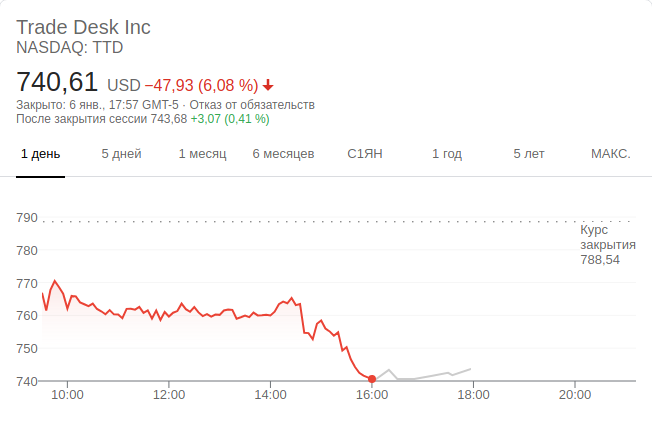 Trade Desk Inc
NASDAQ: TTD
740,61 USD −47,93 (6,08 %)
Закрыто: 6 янв., 17:57 GMT-5 · Отказ от обязательств
После закрытия сессии 743,68 +3,07 (0,41 %)
1 день 5 дней 1 месяц 6 месяцев С1ЯН 1 год 5 лет МАКС.
790
Курс
закрытия
780
788,54
770
760
750
740
10:00 12:00 14:00 16:00 18:00 20:00